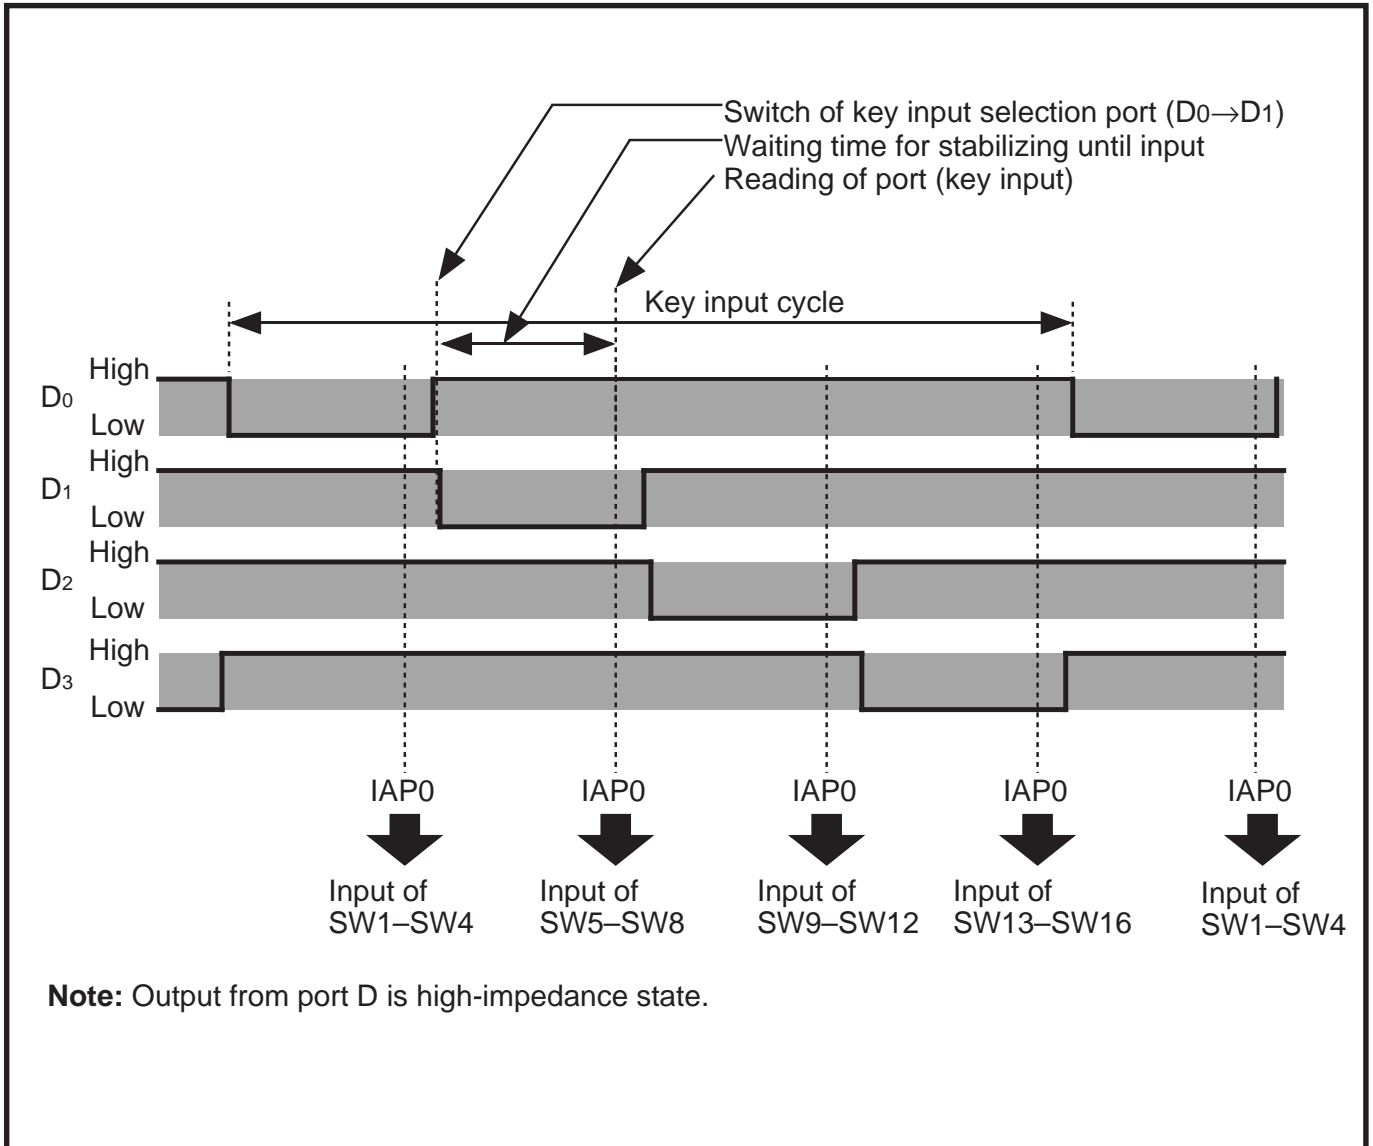 Switch of key input selection port (D0→D1)
Waiting time for stabilizing until input
Reading of port (key input)
Key input cycle
High
D0
Low
High
D1
Low
High
D2
Low
High
D3
Low
IAP0 IAP0 IAP0 IAP0 IAP0
Input of SW1–SW4
Input of SW5–SW8
Input of SW9–SW12
Input of SW13–SW16
Input of SW1–SW4
Note: Output from port D is high-impedance state.